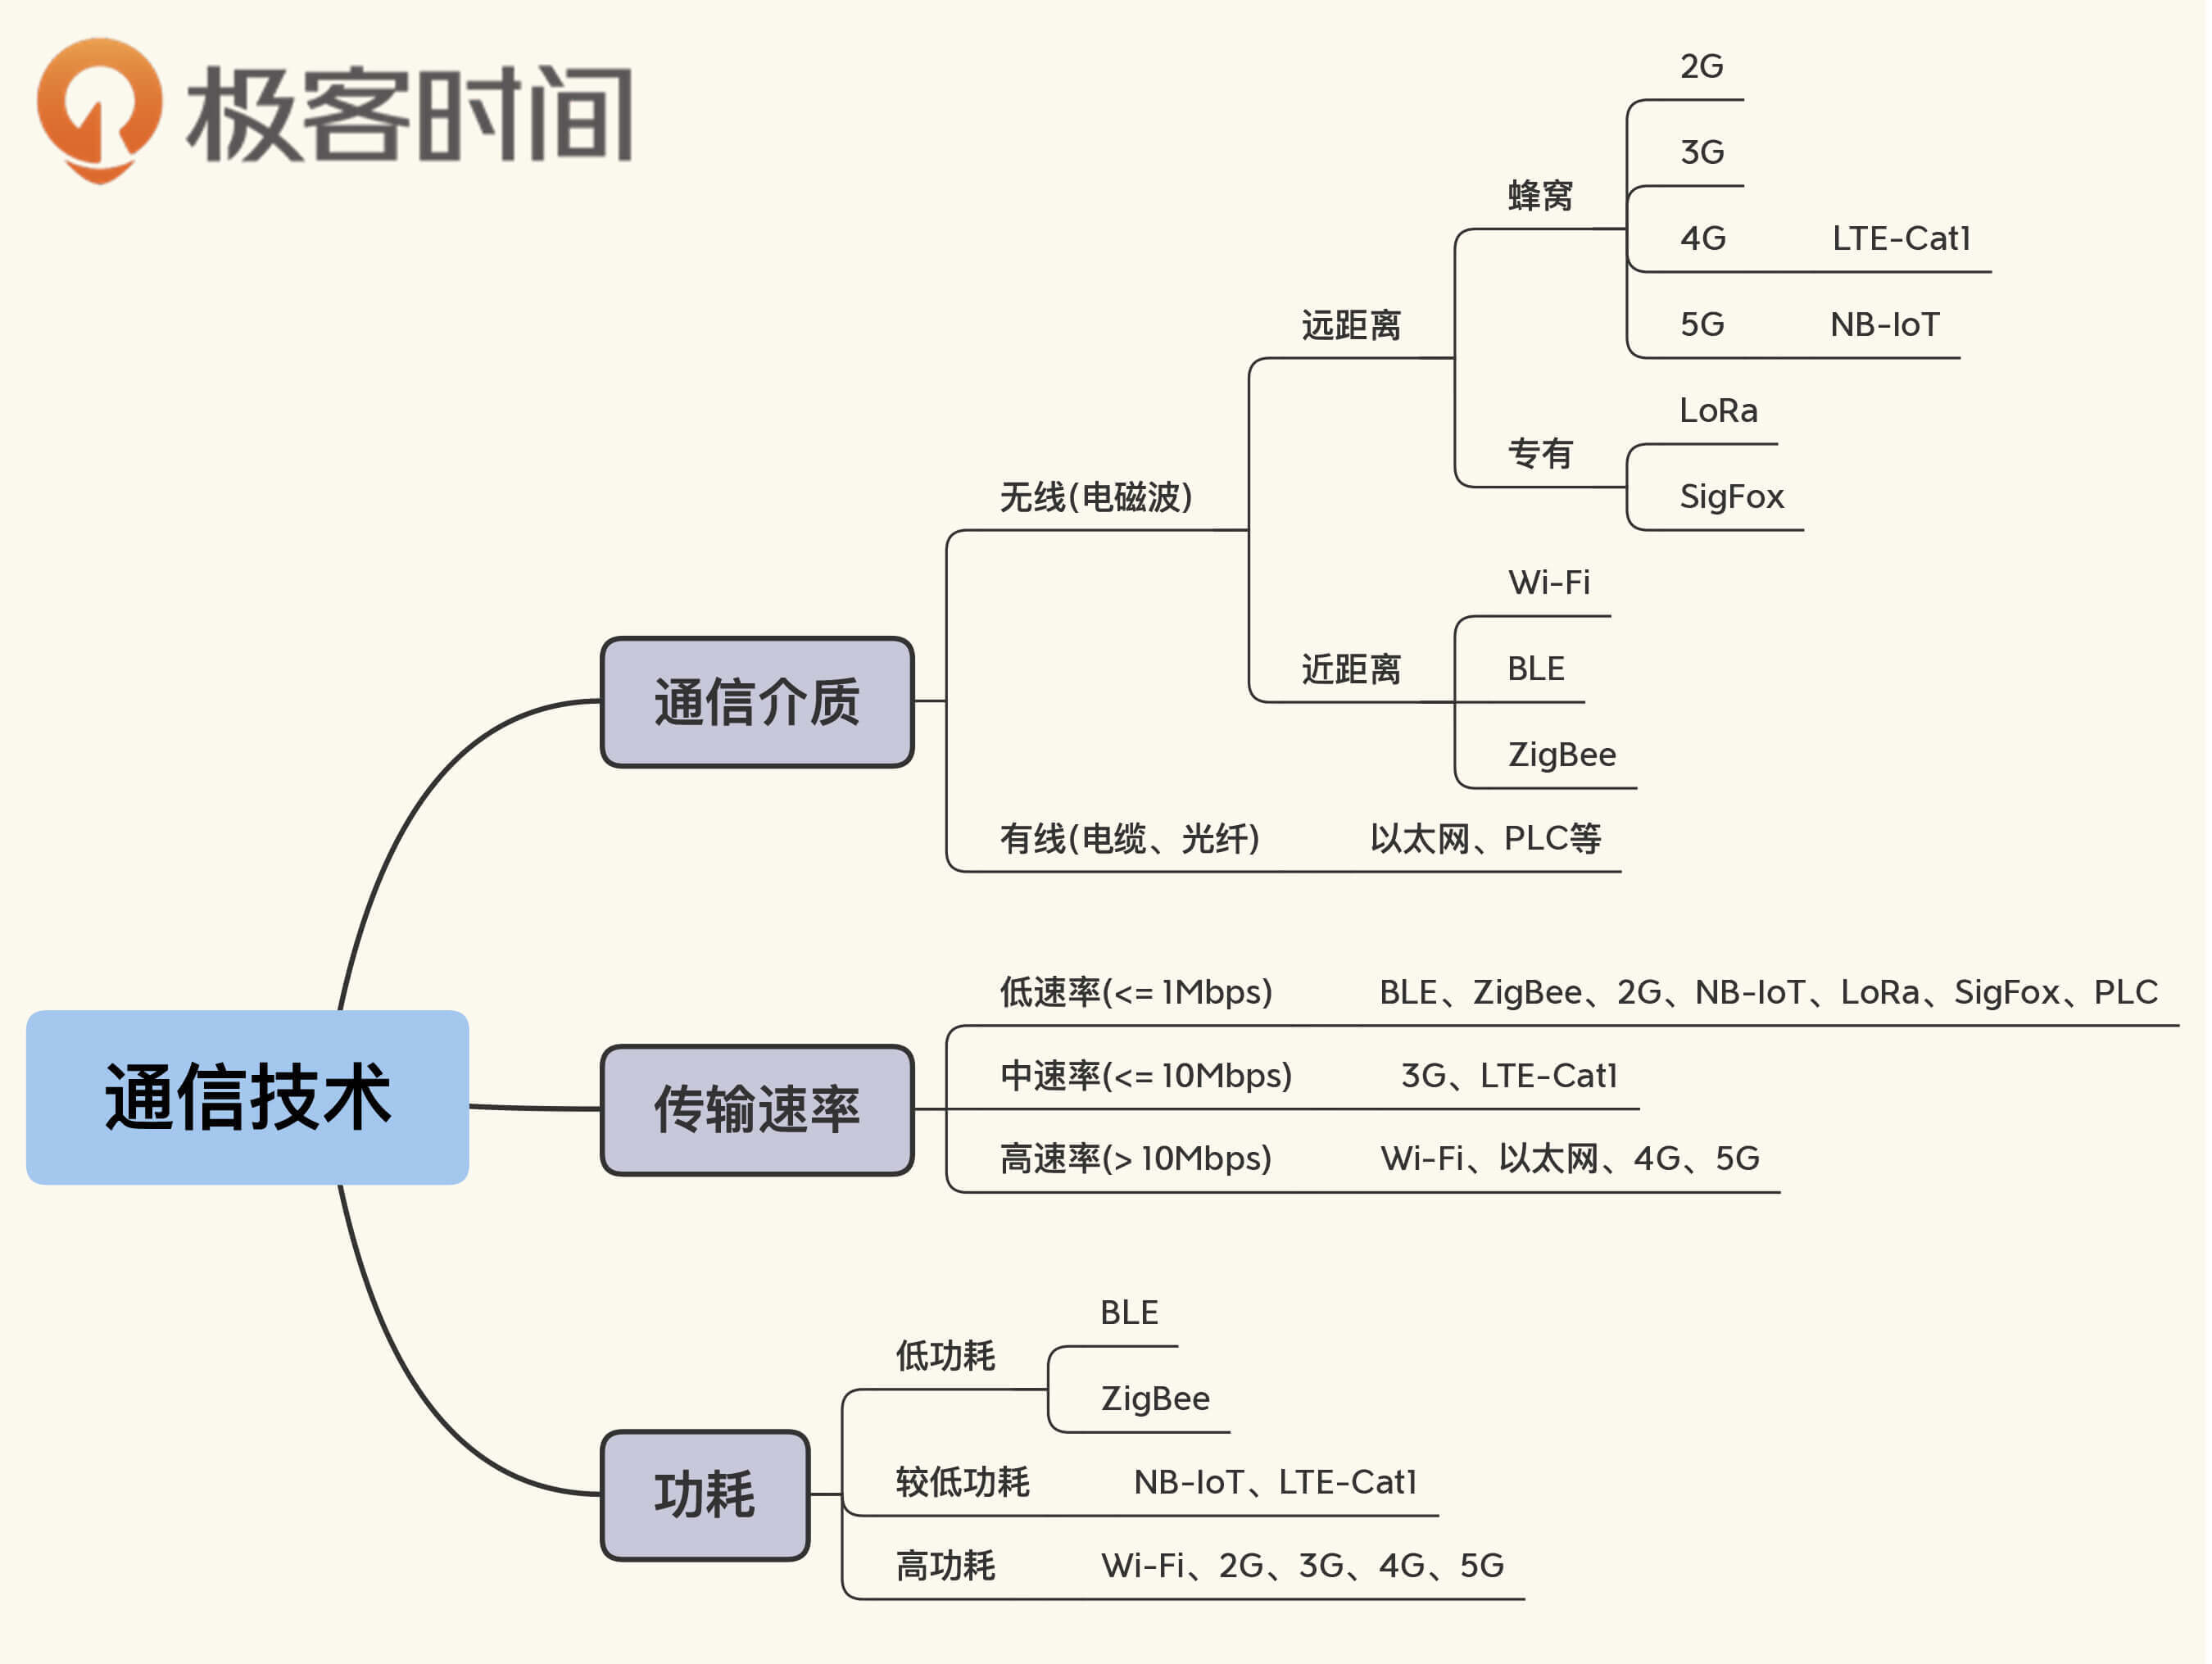 极客时间
通信技术
通信介质
无线(电磁波)
远距离
蜂窝
2G
3G
4G LTE-Cat1
5G NB-IoT
专有
LoRa
SigFox
近距离
Wi-Fi
BLE
ZigBee
有线(电缆、光纤) 以太网、PLC等
传输速率
低速率(<= 1Mbps) BLE、ZigBee、2G、NB-IoT、LoRa、SigFox、PLC
中速率(<= 10Mbps) 3G、LTE-Cat1
高速率(> 10Mbps) Wi-Fi、以太网、4G、5G
功耗
低功耗
BLE
ZigBee
较低功耗 NB-IoT、LTE-Cat1
高功耗 Wi-Fi、2G、3G、4G、5G